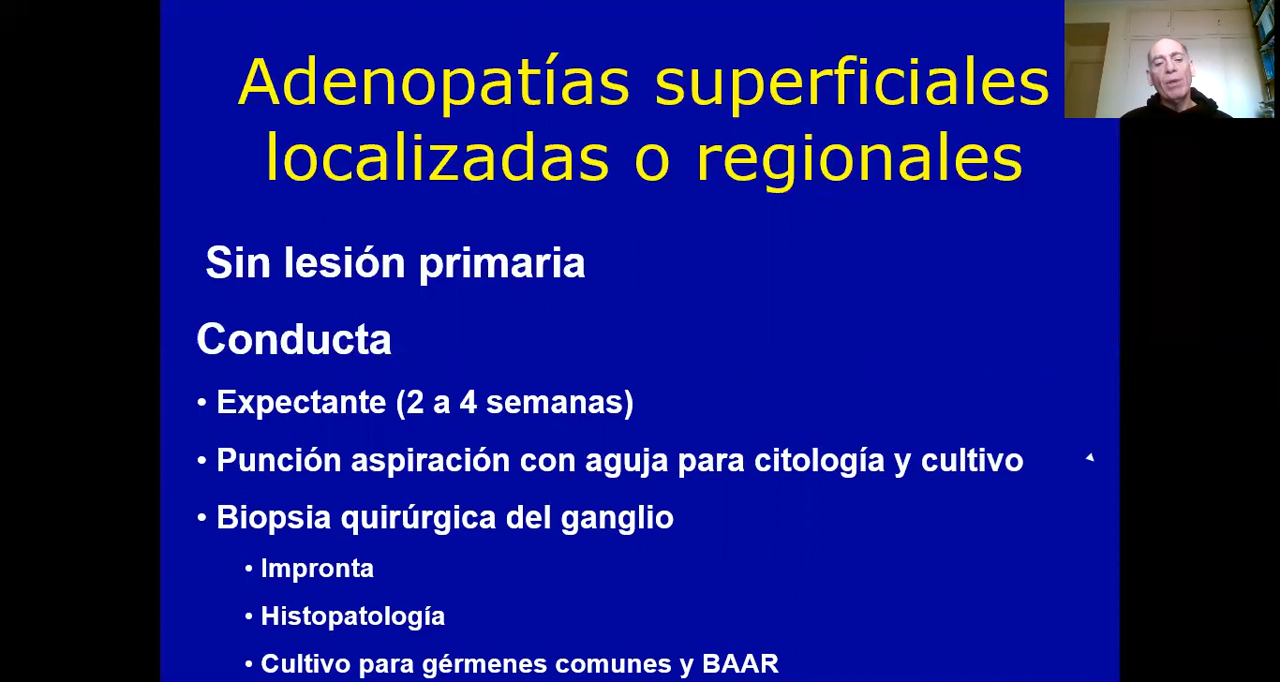 Adenopatías superficiales
localizadas o regionales
Sin lesión primaria
Conducta
• Expectante (2 a 4 semanas)
• Punción aspiración con aguja para citología y cultivo
• Biopsia quirúrgica del ganglio
• Impronta
• Histopatología
• Cultivo para gérmenes comunes y BAAR